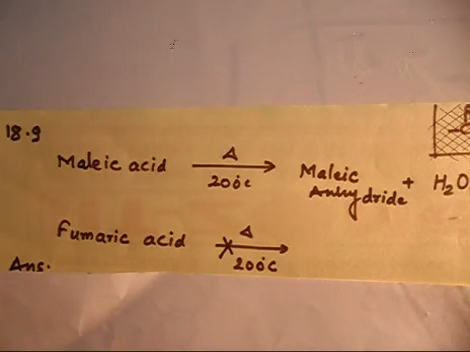 18.9
Maleic acid Δ 200°C Maleic Anhydride + H₂O
Fumaric acid Δ 200°C
Ans.